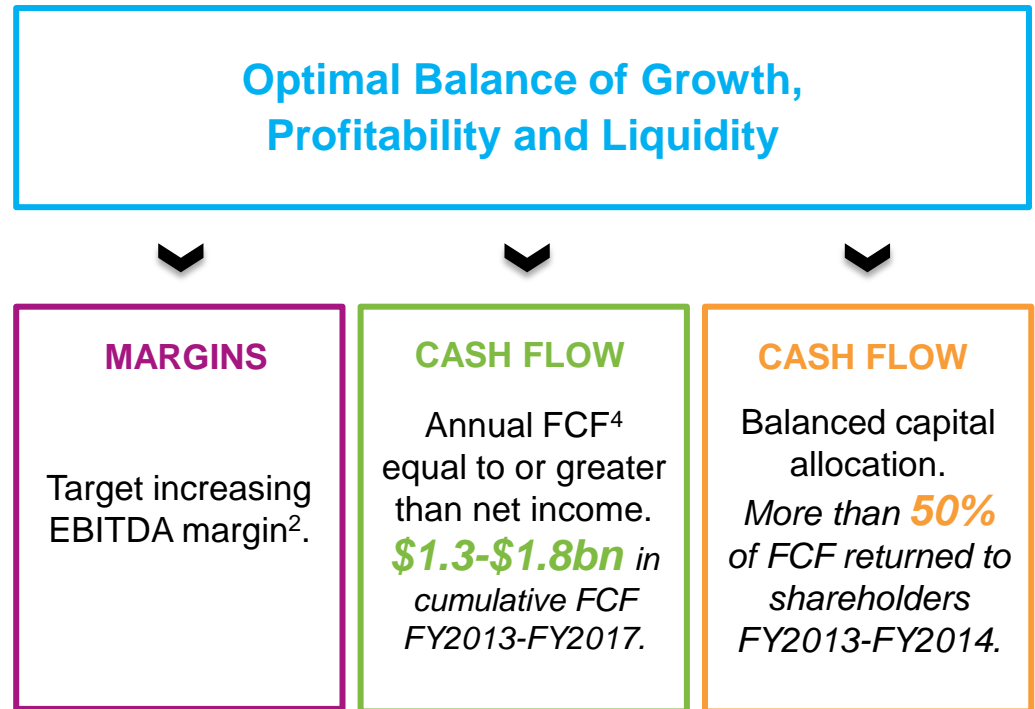 Optimal Balance of Growth,
Profitability and Liquidity
MARGINS
Target increasing
EBITDA margin².
CASH FLOW
Annual FCF⁴
equal to or greater
than net income.
$1.3-$1.8bn in
cumulative FCF
FY2013-FY2017.
CASH FLOW
Balanced capital
allocation.
More than 50%
of FCF returned to
shareholders
FY2013-FY2014.